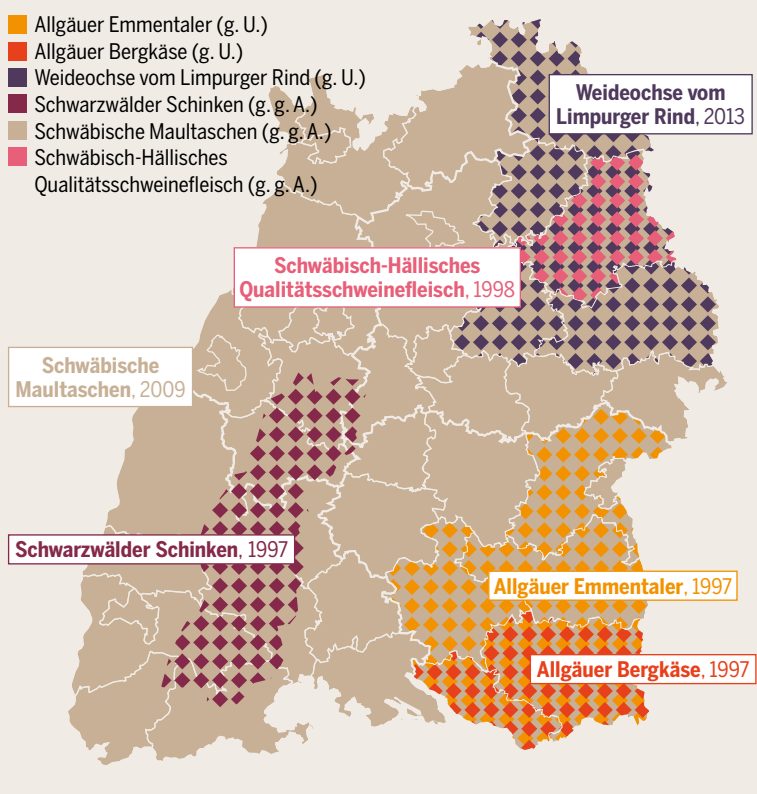 Allgäuer Emmentaler (g. U.)
Allgäuer Bergkäse (g. U.)
Weideochse vom Limpurger Rind (g. U.)
Schwarzwälder Schinken (g. g. A.)
Schwäbische Maultaschen (g. g. A.)
Schwäbisch-Hällisches
Qualitätsschweinefleisch (g. g. A.)
Weideochse vom
Limpurger Rind, 2013
Schwäbisch-Hällisches
Qualitätsschweinefleisch, 1998
Schwäbische
Maultaschen, 2009
Schwarzwälder Schinken, 1997
Allgäuer Emmentaler, 1997
Allgäuer Bergkäse, 1997